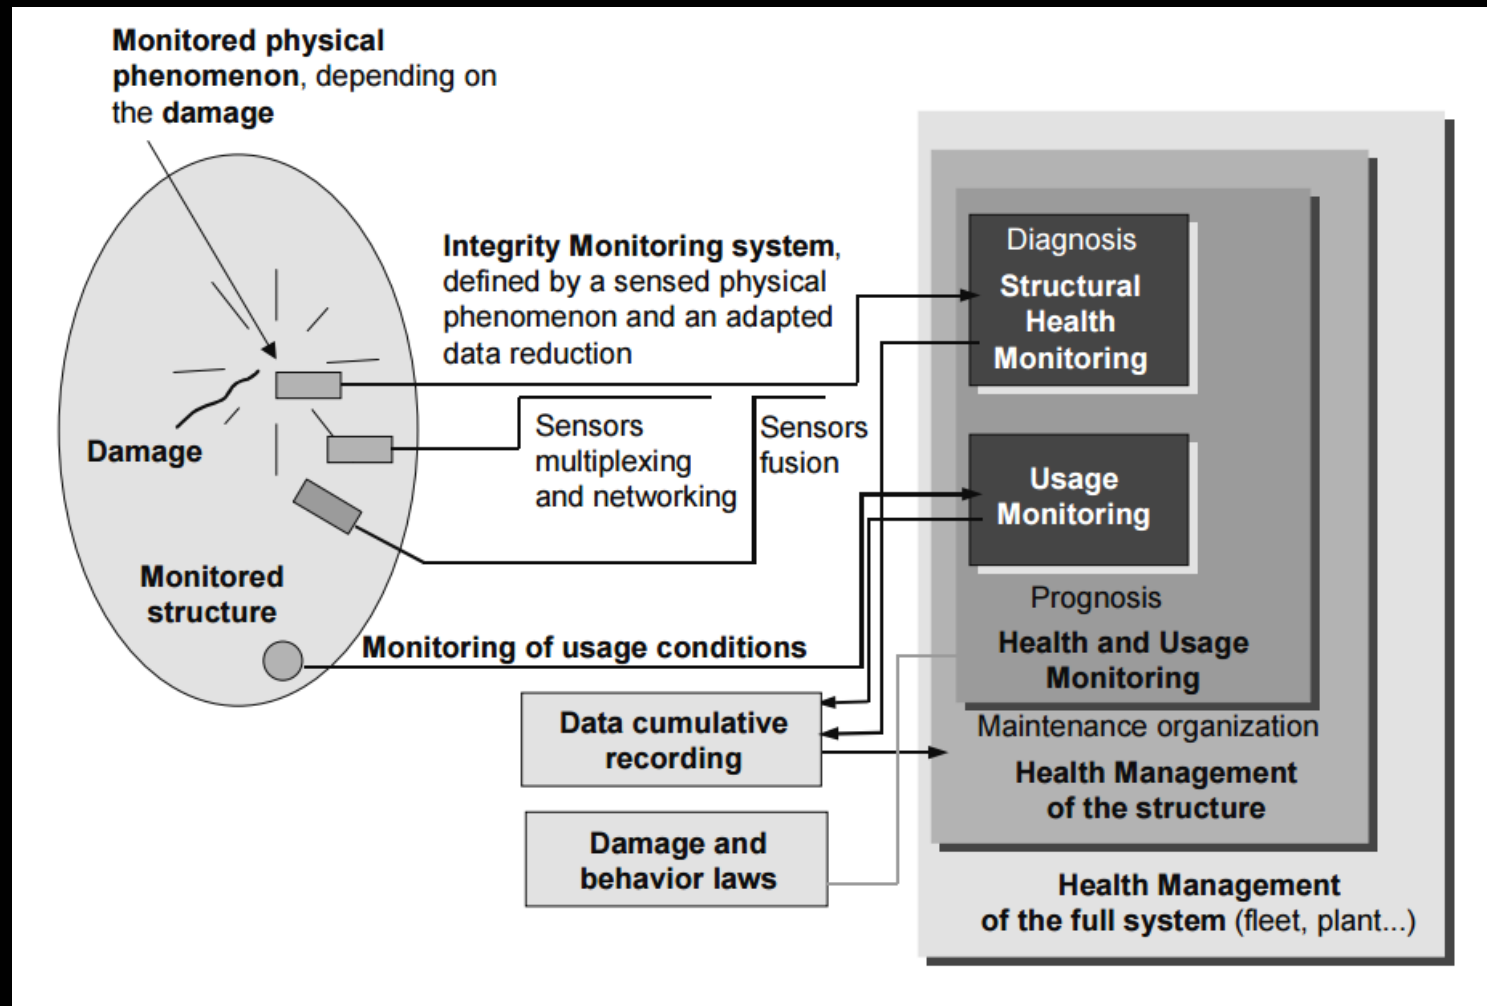 Monitored physical
phenomenon, depending on
the damage
Integrity Monitoring system,
defined by a sensed physical
phenomenon and an adapted
data reduction
Sensors
multiplexing
and networking
Sensors
fusion
Damage
Monitored
structure
Monitoring of usage conditions
Data cumulative
recording
Damage and
behavior laws
Diagnosis
Structural
Health
Monitoring
Usage
Monitoring
Prognosis
Health and Usage
Monitoring
Maintenance organization
Health Management
of the structure
Health Management
of the full system (fleet, plant...)